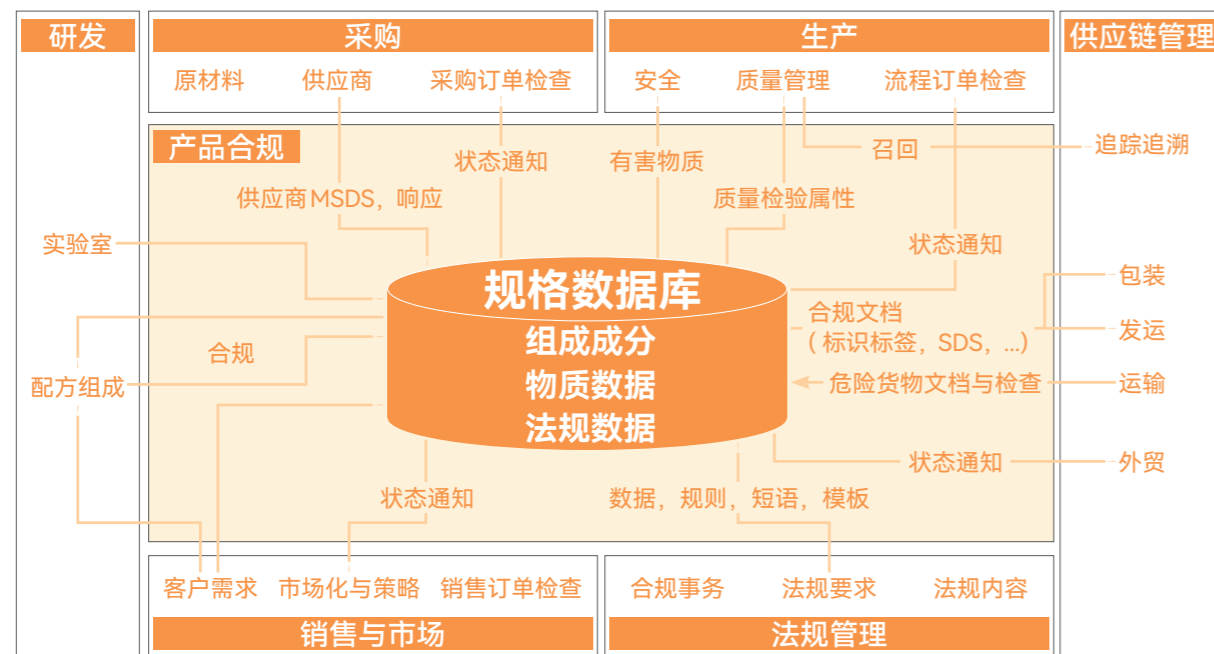 研发
采购
生产
供应链管理
原材料
供应商
采购订单检查
安全
质量管理
流程订单检查
产品合规
状态通知
有害物质
召回
追踪追溯
供应商MSDS，响应
质量检验属性
实验室
状态通知
规格数据库
包装
合规文档
（标识标签，SDS，...）
发运
组成成分
合规
物质数据
配方组成
危险货物文档与检查
运输
法规数据
状态通知
外贸
状态通知
数据，规则，短语，模板
客户需求
市场化与策略
销售订单检查
合规事务
法规要求
法规内容
销售与市场
法规管理